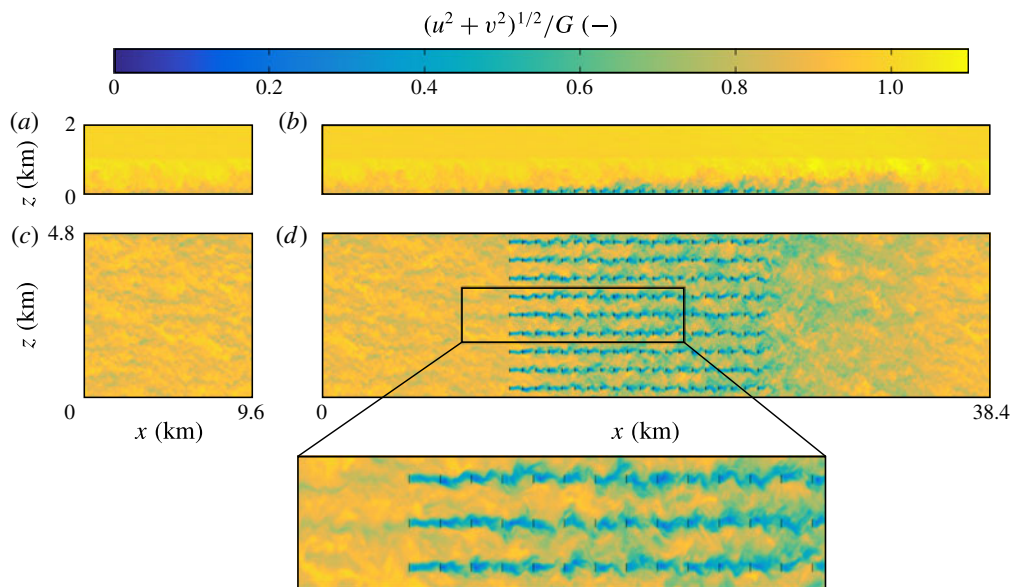 (u² + v²)^{1/2}/G (−)
0 0.2 0.4 0.6 0.8 1.0
(a) (b)
2
z (km)
0
(c) (d)
4.8
z (km)
0 9.6 0 38.4
x (km) x (km)